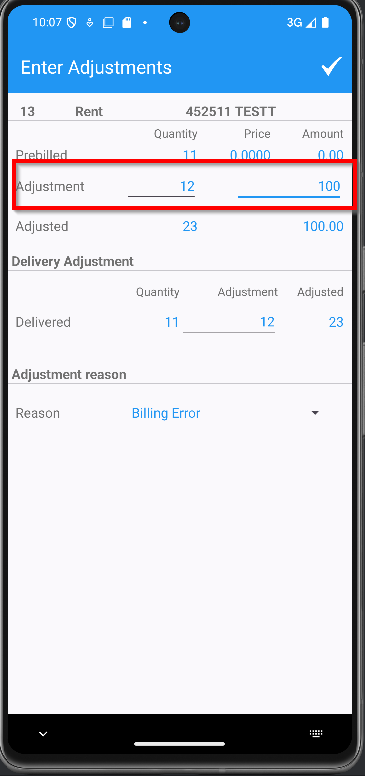 10:07 3G
Enter Adjustments
13 Rent 452511 TESTT
Quantity Price Amount
Prebilled 11 0.0000 0.00
Adjustment 12 100
Adjusted 23 100.00
Delivery Adjustment
Quantity Adjustment Adjusted
Delivered 11 12 23
Adjustment reason
Reason Billing Error